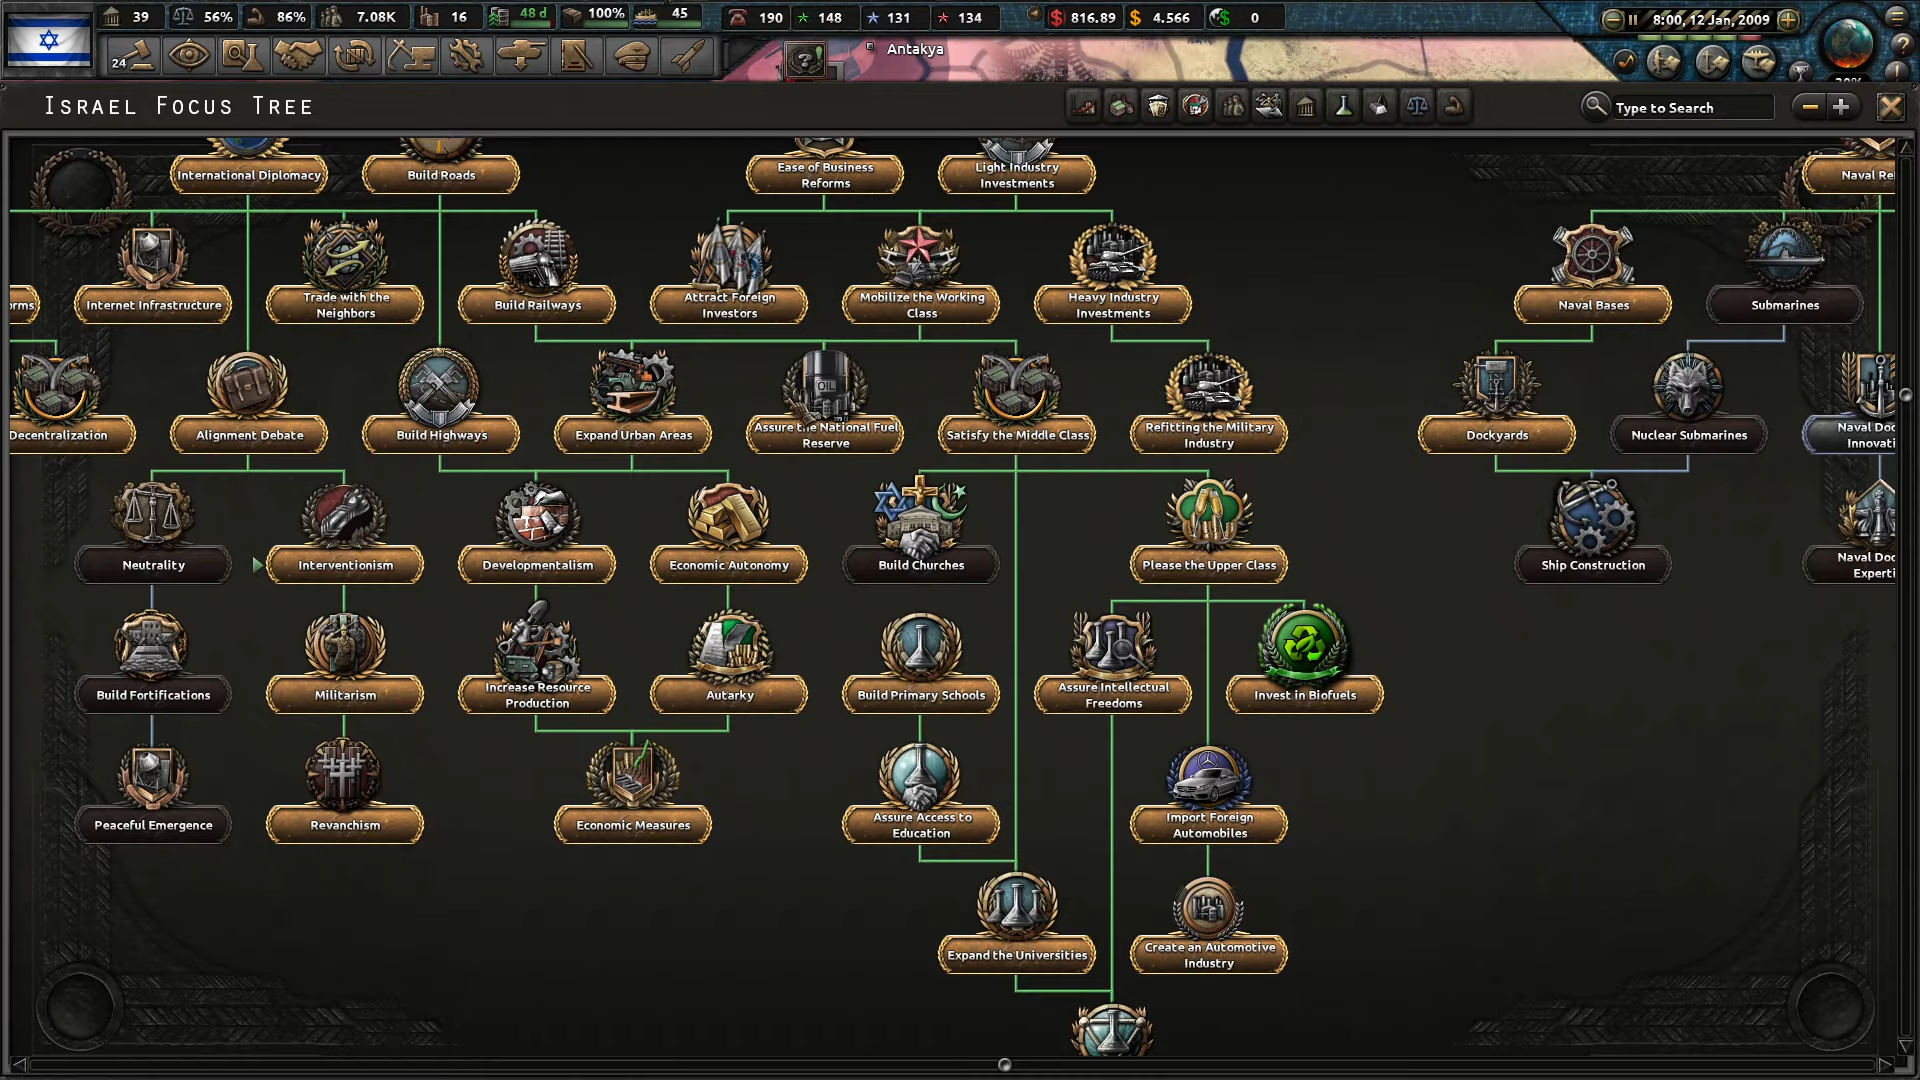 39
56%
86%
7.08K
16
48 d
100%
45
190
148
131
134
816.89
4.566
0
8:00, 12 Jan, 2009
24
Antakya
ISRAEL FOCUS TREE
Type to Search
International Diplomacy
Build Roads
Ease of Business
Reforms
Light Industry
Investments
Naval Re
orms
Internet Infrastructure
Trade with the
Neighbors
Build Railways
Attract Foreign
Investors
Mobilize the Working
Class
Heavy Industry
Investments
Naval Bases
Submarines
Decentralization
Alignment Debate
Build Highways
Expand Urban Areas
OIL
Assure the National Fuel
Reserve
Satisfy the Middle Class
Refitting the Military
Industry
Dockyards
Nuclear Submarines
Naval Doc
Innovati
Neutrality
Interventionism
Developmentalism
Economic Autonomy
Build Churches
Please the Upper Class
Ship Construction
Naval Doc
Experti
Build Fortifications
Militarism
Increase Resource
Production
Autarky
Build Primary Schools
Assure Intellectual
Freedoms
Invest in Biofuels
Peaceful Emergence
Revanchism
Economic Measures
Assure Access to
Education
Import Foreign
Automobiles
Expand the Universities
Create an Automotive
Industry